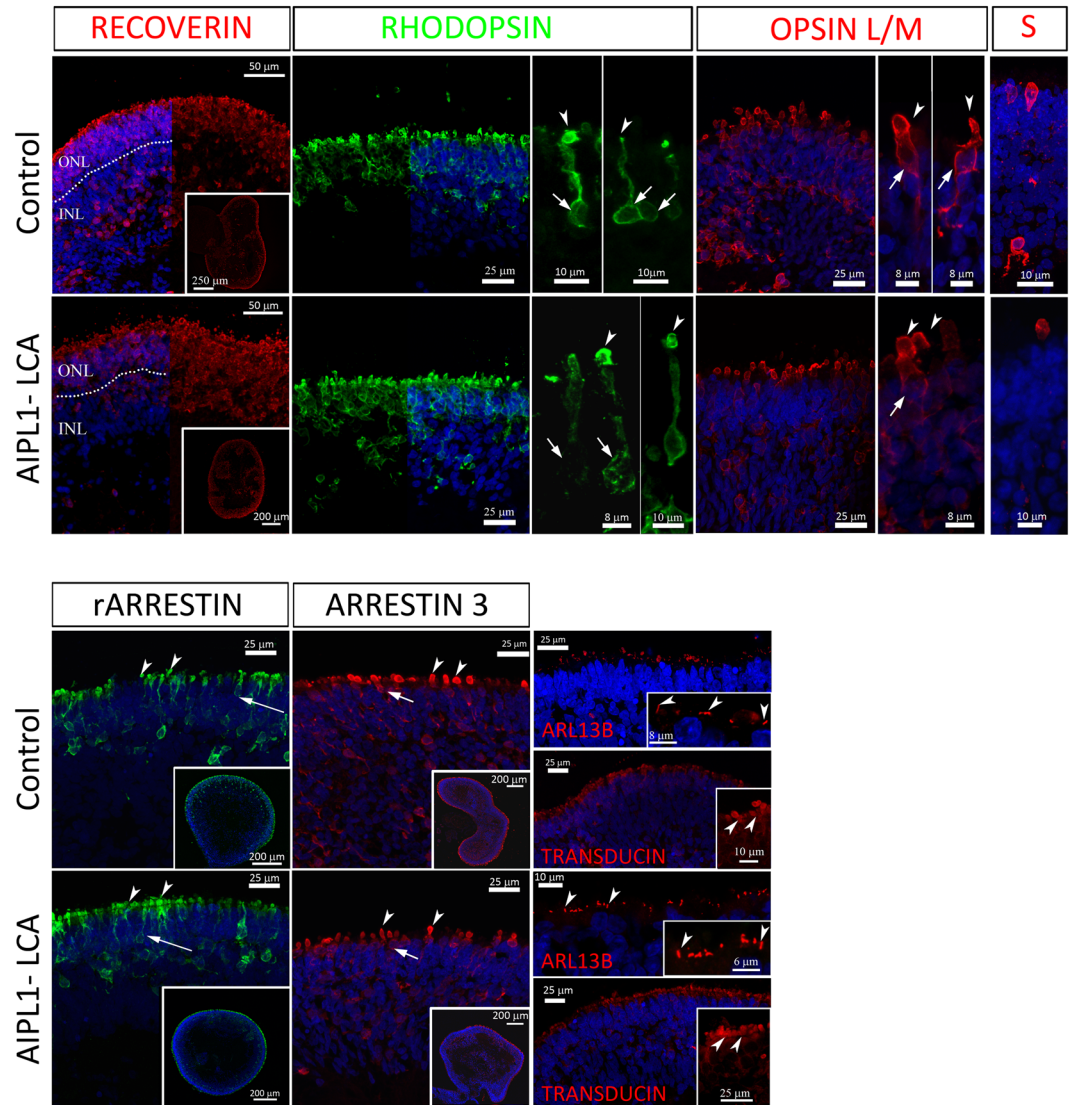 RECOVERIN
RHODOPSIN
OPSIN L/M
S
Control
50 µm
ONL
INL
250 µm
25 µm
10 µm
10µm
25 µm
8 µm
8 µm
10 µm
AIPL1- LCA
50 µm
ONL
INL
200 µm
25 µm
8 µm
10 µm
25 µm
8 µm
10 µm
rARRESTIN
ARRESTIN 3
Control
25 µm
200 µm
25 µm
200 µm
25 µm
ARL13B
8 µm
25 µm
TRANSDUCIN
10 µm
AIPL1- LCA
25 µm
200 µm
25 µm
200 µm
10 µm
ARL13B
6 µm
25 µm
TRANSDUCIN
25 µm